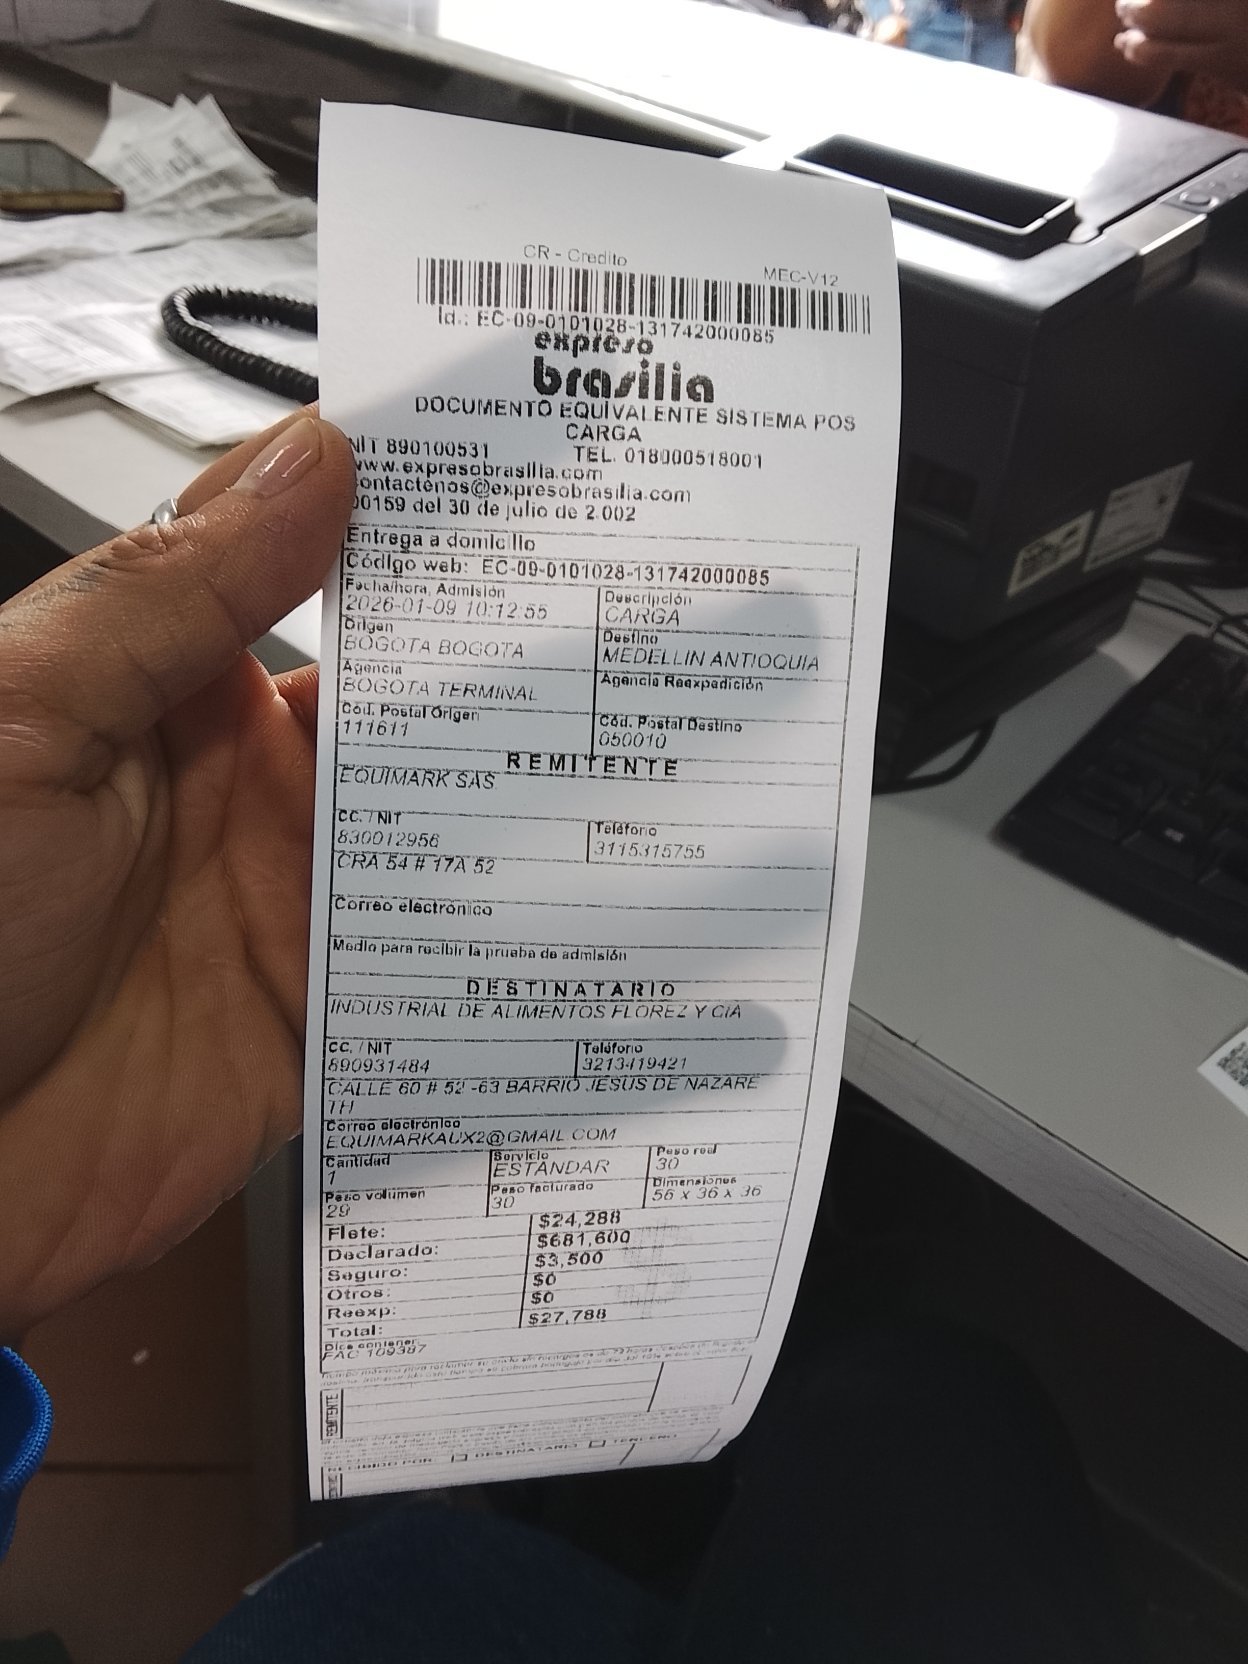 CR - Credito
MEC-V12
Id.: EC-09-0101028-131742000085
expreso
brasilia
DOCUMENTO EQUIVALENTE SISTEMA POS
CARGA
NIT 890100531 TEL. 018000518001
www.expresobrasilia.com
contactenos@expresobrasilia.com
00159 del 30 de julio de 2.002
Entrega a domicilio
Código web: EC-09-0101028-131742000085
Fecha/hora, Admisión Descripción
2026-01-09 10:12:55 CARGA
Origen Destino
BOGOTA BOGOTA MEDELLIN ANTIOQUIA
Agencia Agencia Reexpedición
BOGOTA TERMINAL
Cód. Postal Origen Cód. Postal Destino
111611 050010
REMITENTE
EQUIMARK SAS
CC. / NIT Teléfono
830012956 3115315755
CRA 54 # 17A 52
Correo electrónico
Medio para recibir la prueba de admisión
DESTINATARIO
INDUSTRIAL DE ALIMENTOS FLOREZ Y CIA
CC. / NIT Teléfono
890931484 3213419421
CALLE 60 # 52 -63 BARRIO JESUS DE NAZARE
TH
Correo electrónico
EQUIMARKAUX2@GMAIL.COM
Cantidad Servicio Peso real
1 ESTANDAR 30
Peso volumen Peso facturado Dimensiones
29 30 56 x 36 x 36
Flete: $24,288
Declarado: $681,600
Seguro: $3,500
Otros: $0
Reexp: $0
Total: $27,788
Dice contener:
FAC 109387
REMITENTE
RECIBIDO POR: DESTINATARIO TERCERO